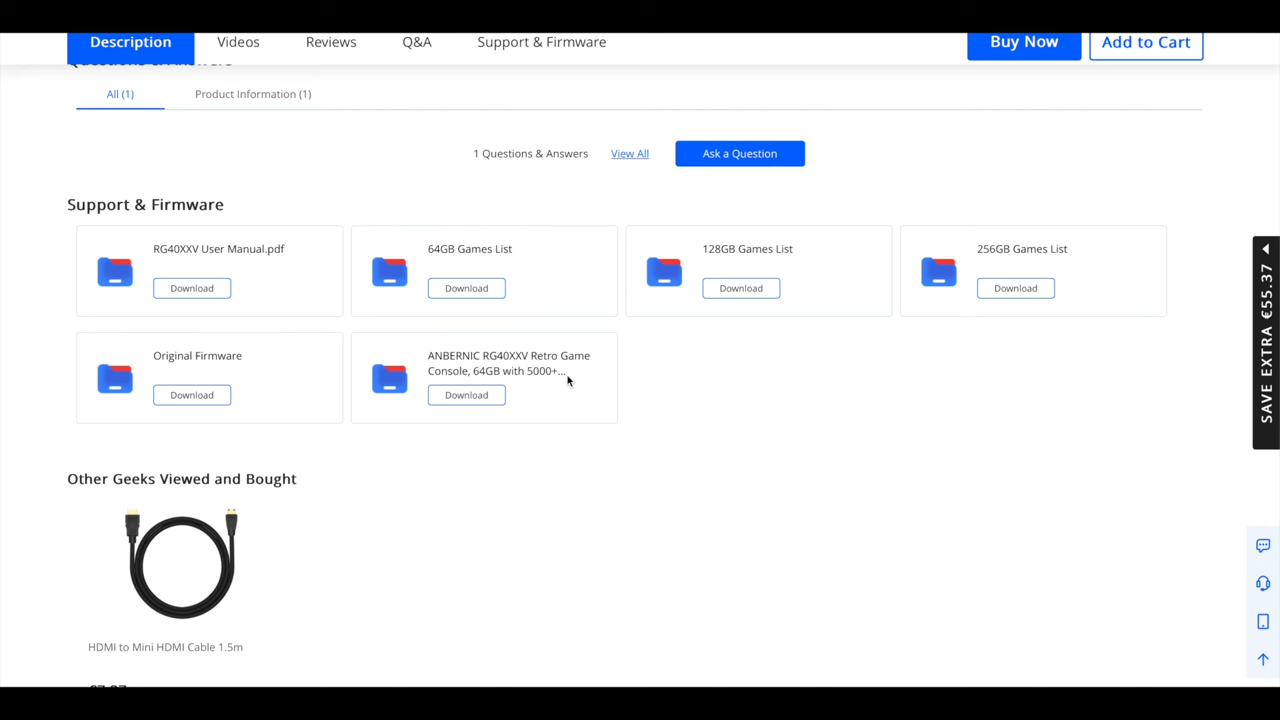 Description
Videos
Reviews
Q&A
Support & Firmware
Buy Now
Add to Cart
Questions & Answers
All (1)
Product Information (1)
1 Questions & Answers
View All
Ask a Question
Support & Firmware
RG40XXV User Manual.pdf
Download
64GB Games List
Download
128GB Games List
Download
256GB Games List
Download
Original Firmware
Download
ANBERNIC RG40XXV Retro Game
Console, 64GB with 5000+...
Download
SAVE EXTRA €55.37
Other Geeks Viewed and Bought
HDMI to Mini HDMI Cable 1.5m